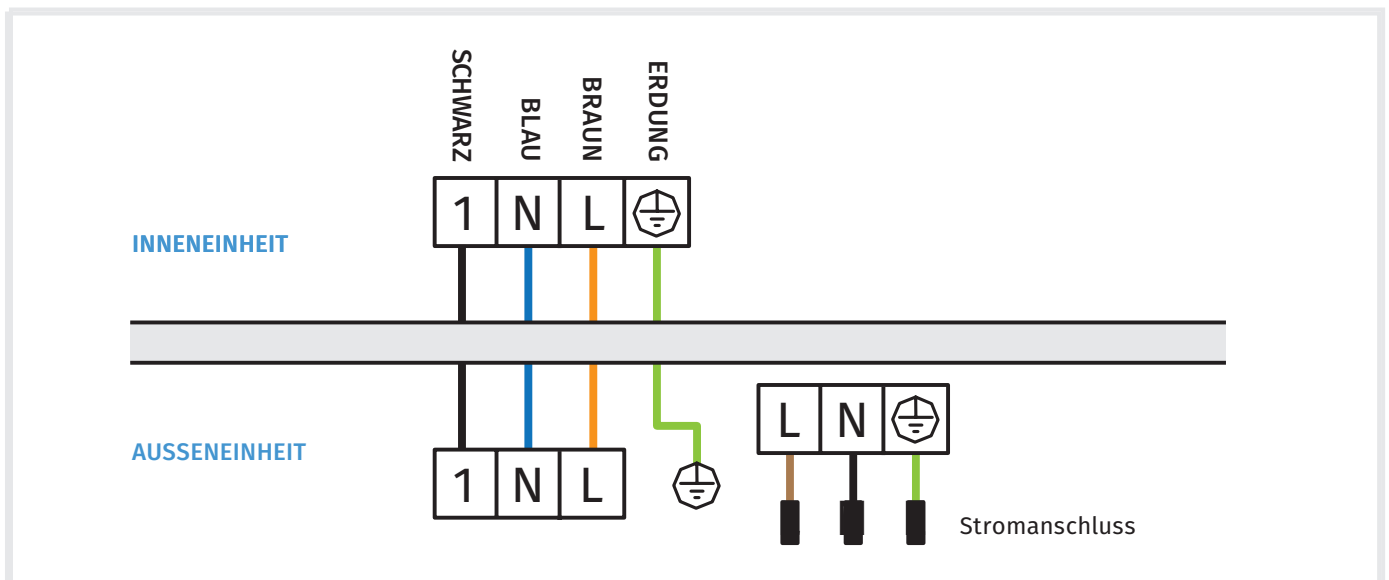 SCHWARZ
BLAU
BRAUN
ERDUNG
1 N L
INNENEINHEIT
L N
AUSSENEINHEIT
1 N L
Stromanschluss